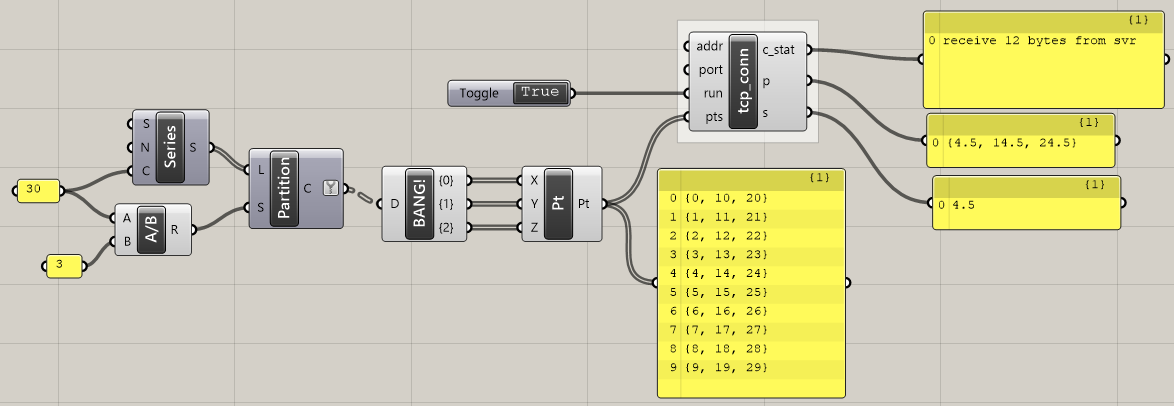 30
3
S
N
C
Series
S
A
B
A/B
R
L
S
Partition
C
D
BANG!
{0}
{1}
{2}
X
Y
Z
Pt
Pt
Toggle
True
addr
port
run
pts
tcp_conn
c_stat
p
s
{1}
0 {0, 10, 20}
1 {1, 11, 21}
2 {2, 12, 22}
3 {3, 13, 23}
4 {4, 14, 24}
5 {5, 15, 25}
6 {6, 16, 26}
7 {7, 17, 27}
8 {8, 18, 28}
9 {9, 19, 29}
{1}
0 receive 12 bytes from svr
{1}
0 {4.5, 14.5, 24.5}
{1}
0 4.5